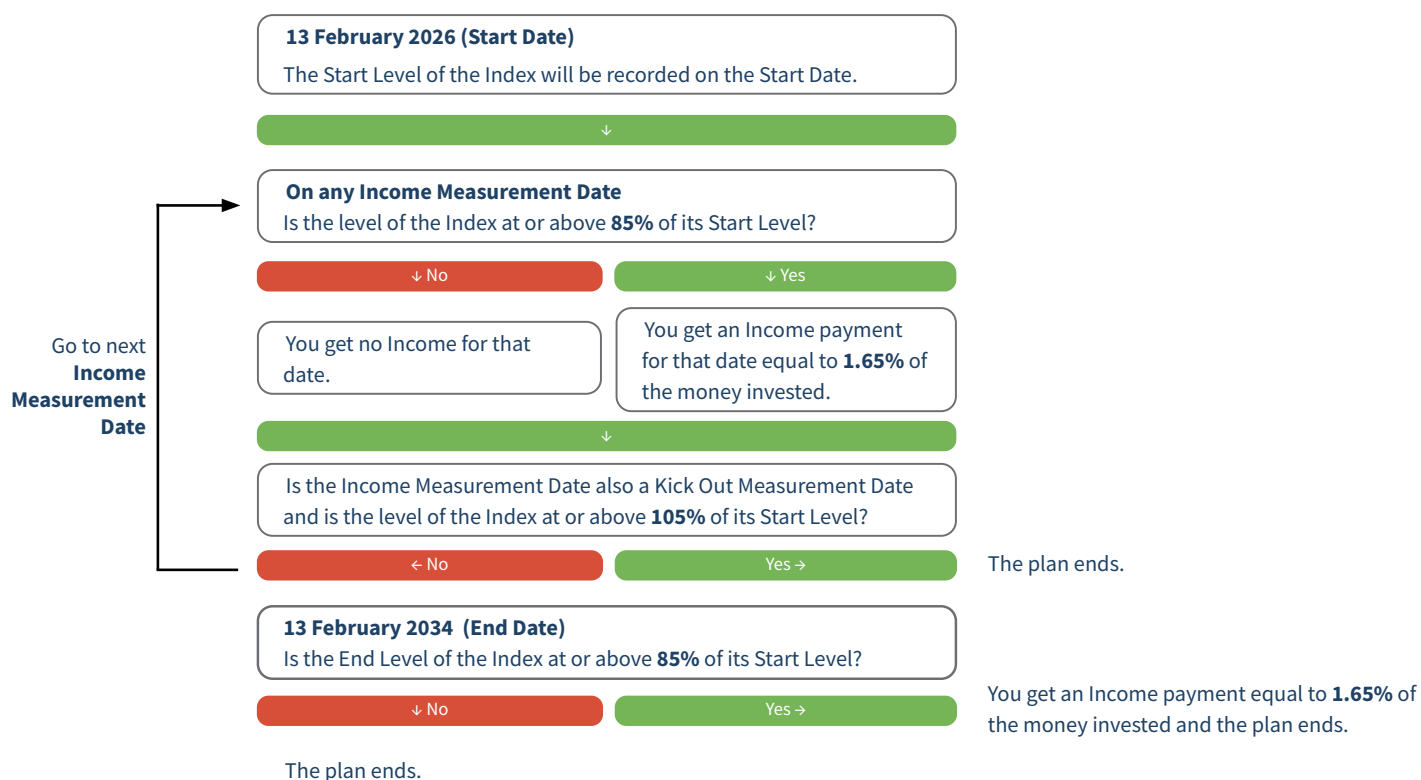 13 February 2026 (Start Date)
The Start Level of the Index will be recorded on the Start Date.
↓
On any Income Measurement Date
Is the level of the Index at or above 85% of its Start Level?
↓ No
↓ Yes
Go to next
Income
Measurement
Date
You get no Income for that
date.
You get an Income payment
for that date equal to 1.65% of
the money invested.
↓
Is the Income Measurement Date also a Kick Out Measurement Date
and is the level of the Index at or above 105% of its Start Level?
← No
Yes →
The plan ends.
13 February 2034 (End Date)
Is the End Level of the Index at or above 85% of its Start Level?
↓ No
Yes →
You get an Income payment equal to 1.65% of
the money invested and the plan ends.
The plan ends.